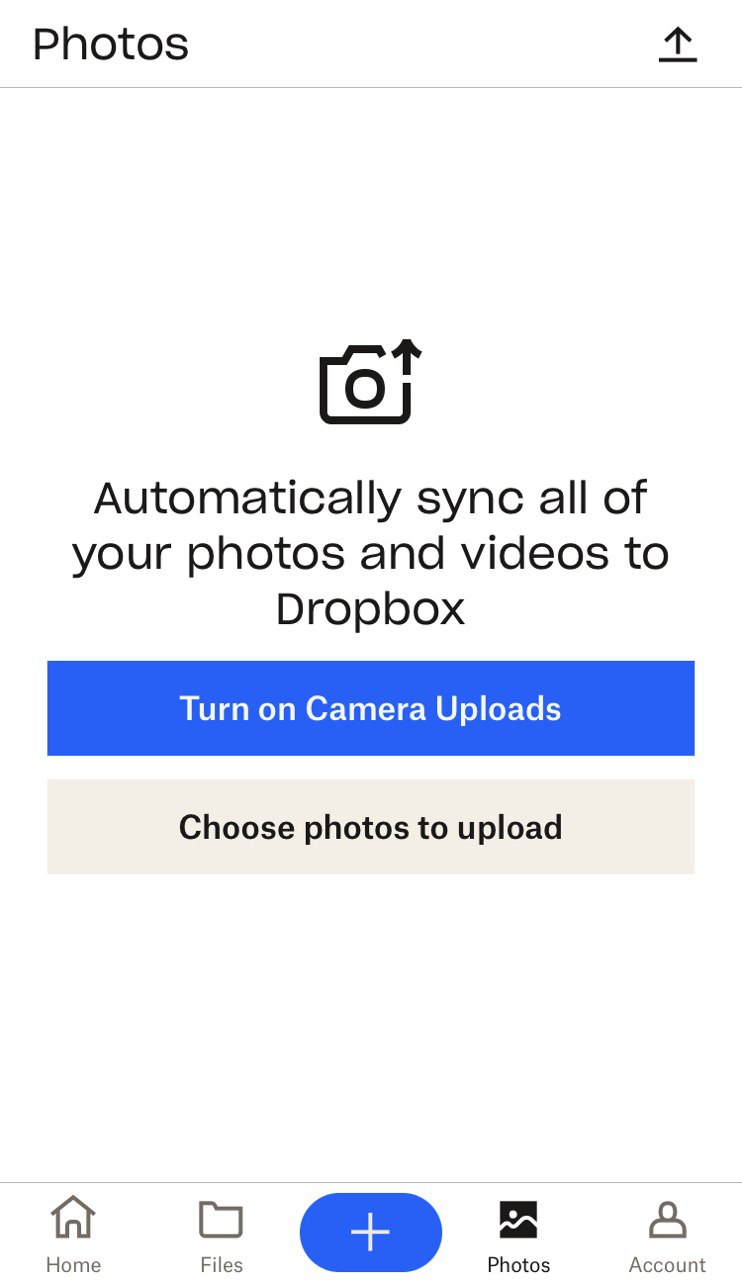 Photos
Automatically sync all of
your photos and videos to
Dropbox
Turn on Camera Uploads
Choose photos to upload
Home
Files
Photos
Account